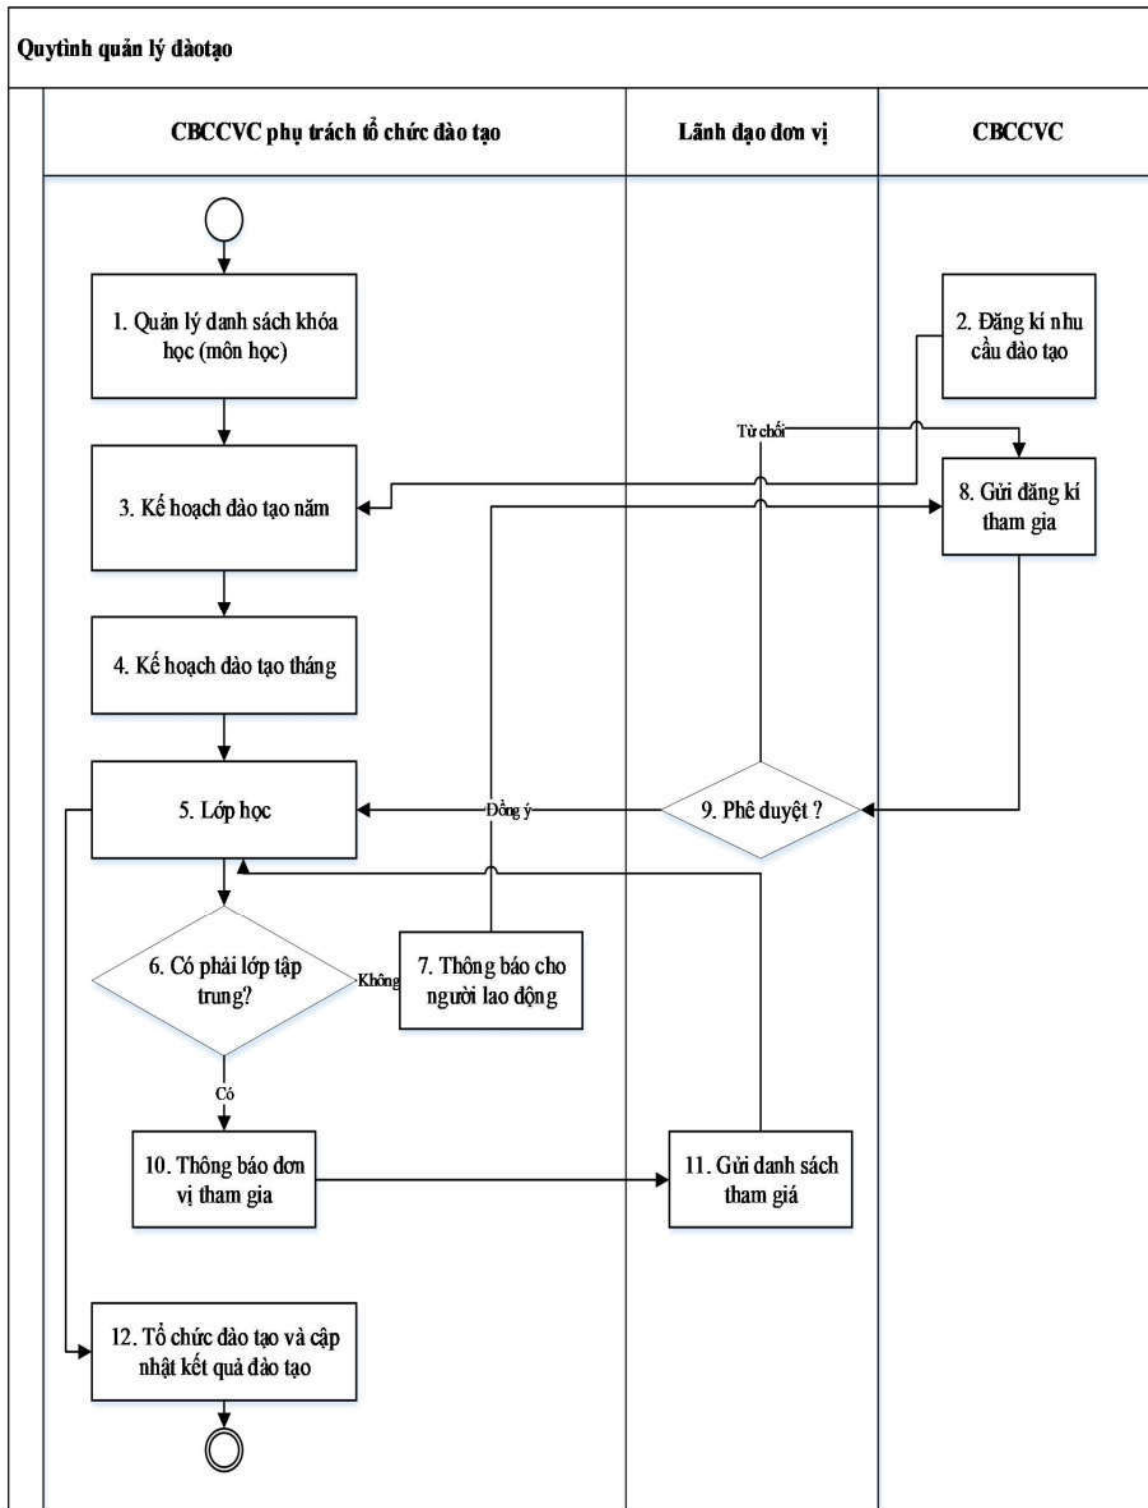 Quytình quản lý đàotạo
CBCCVC phụ trách tổ chức đào tạo
Lãnh đạo đơn vị
CBCCVC
1. Quản lý danh sách khóa
học (môn học)
2. Đăng kí nhu
cầu đào tạo
Từ chối
3. Kế hoạch đào tạo năm
8. Gửi đăng kí
tham gia
4. Kế hoạch đào tạo tháng
5. Lớp học
Đồng ý
9. Phê duyệt ?
6. Có phải lớp tập
trung?
Không
7. Thông báo cho
người lao động
Có
10. Thông báo đơn
vị tham gia
11. Gửi danh sách
tham giá
12. Tổ chức đào tạo và cập
nhật kết quả đào tạo